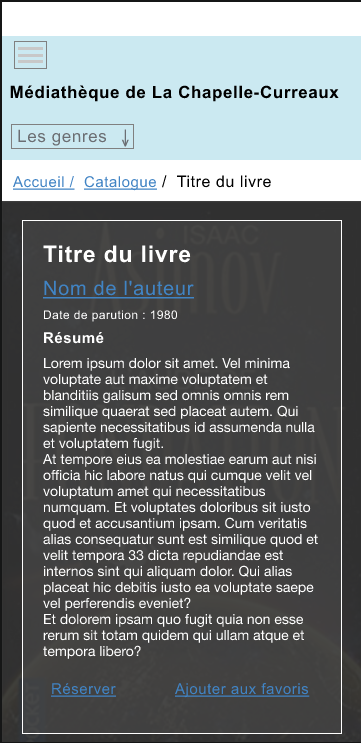 Médiathèque de La Chapelle-Curreaux
Les genres ↓
Accueil / Catalogue / Titre du livre
ISAAC
Asimov
Titre du livre
Nom de l'auteur
Date de parution : 1980
Résumé
Lorem ipsum dolor sit amet. Vel minima
voluptate aut maxime voluptatem et
blanditiis galisum sed omnis omnis rem
similique quaerat sed placeat autem. Qui
sapiente necessitatibus id assumenda nulla
et voluptatem fugit.
At tempore eius ea molestiae earum aut nisi
officia hic labore natus qui cumque velit vel
voluptatum amet qui necessitatibus
numquam. Et voluptates doloribus sit iusto
quod et accusantium ipsam. Cum veritatis
alias consequatur sunt est similique quod et
velit tempora 33 dicta repudiandae est
internos sint qui aliquam dolor. Qui alias
placeat hic debitis iusto ea voluptate saepe
vel perferendis eveniet?
Et dolorem ipsam quo fugit quia non esse
rerum sit totam quidem qui ullam atque et
tempora libero?
Réserver Ajouter aux favoris